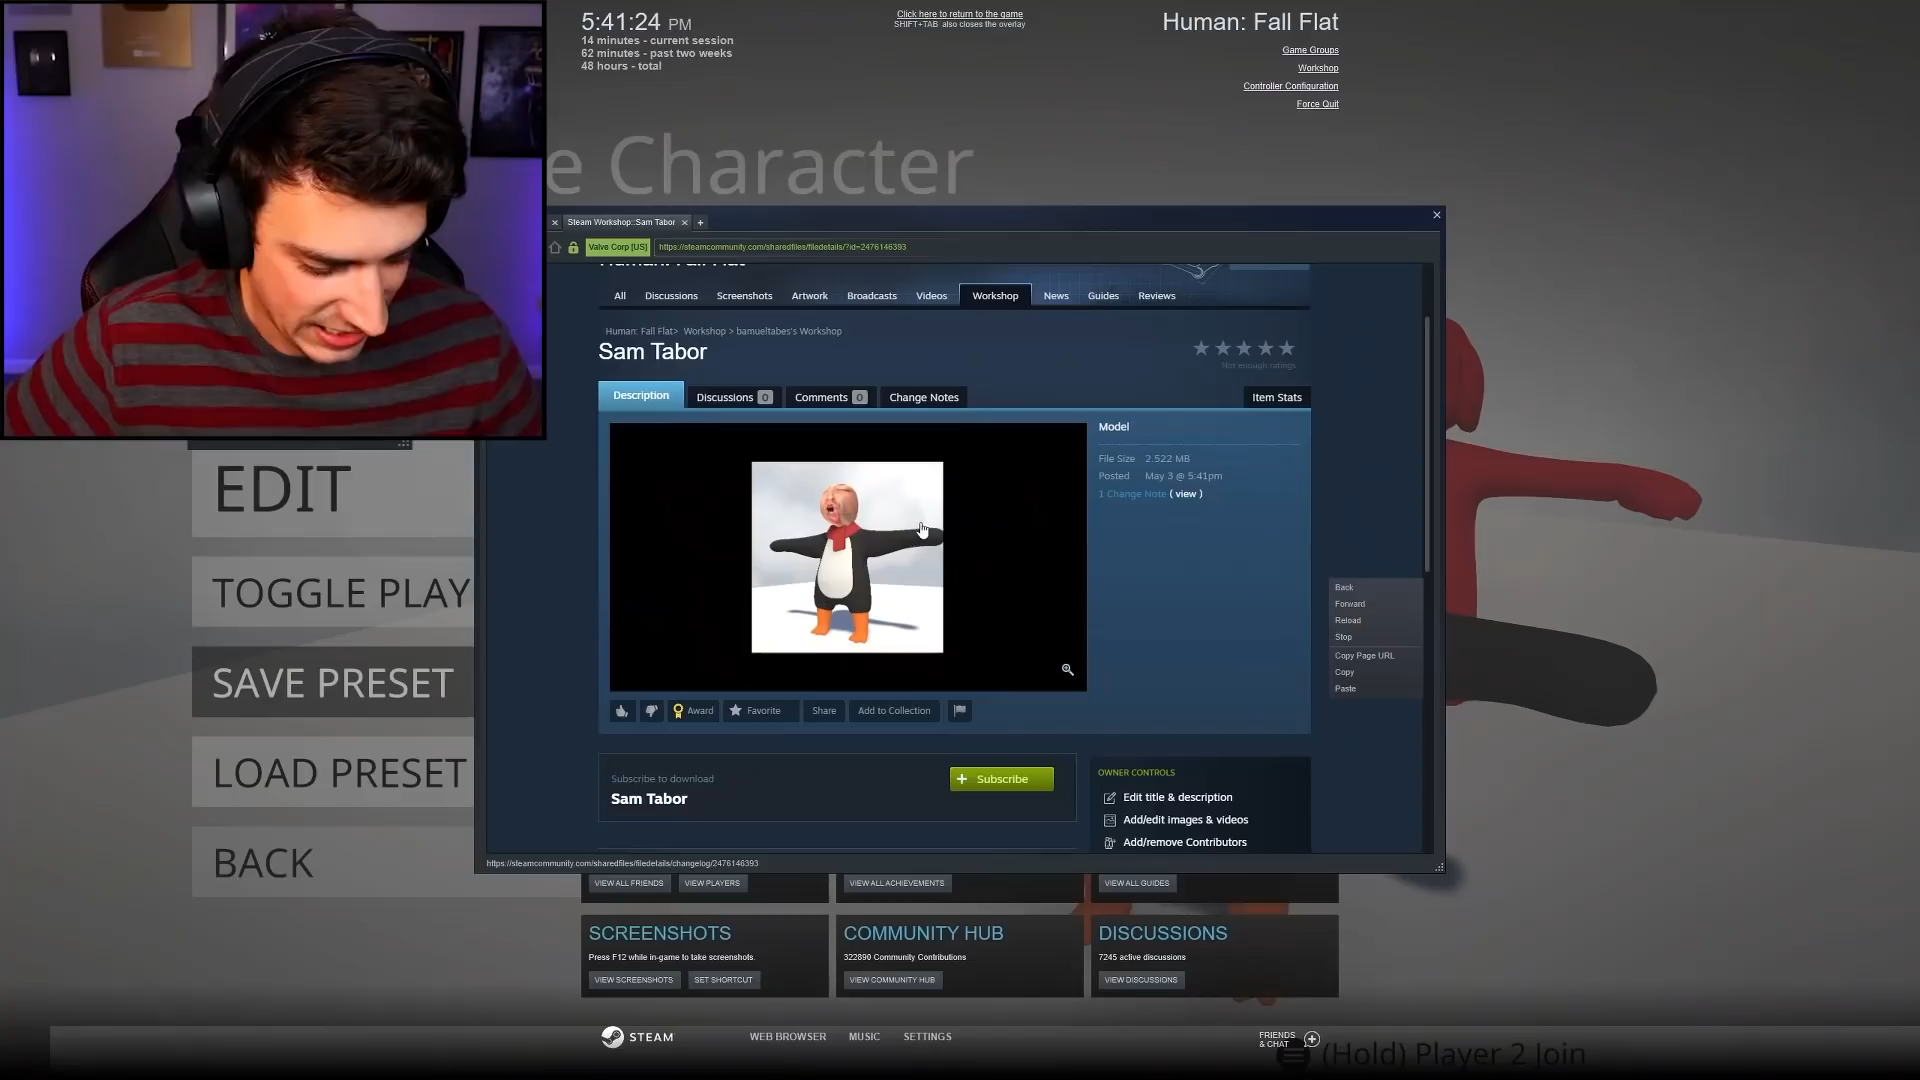 5:41:24 PM
14 minutes - current session
62 minutes - past two weeks
48 hours - total
Click here to return to the game
SHIFT+TAB also closes the overlay
Human: Fall Flat
Game Groups
Workshop
Controller Configuration
Force Quit
e Character
Steam Workshop::Sam Tabor
Valve Corp [US]
https://steamcommunity.com/sharedfiles/filedetails/?id=2476146393
Human: Fall Flat
All Discussions Screenshots Artwork Broadcasts Videos Workshop News Guides Reviews
Human: Fall Flat> Workshop > bamueltabes's Workshop
Sam Tabor
Not enough ratings
Description Discussions 0 Comments 0 Change Notes Item Stats
Model
File Size 2.522 MB
Posted May 3 @ 5:41pm
1 Change Note ( view )
Back
Forward
Reload
Stop
Copy Page URL
Copy
Paste
Award Favorite Share Add to Collection
Subscribe to download
Sam Tabor
+ Subscribe
OWNER CONTROLS
Edit title & description
Add/edit images & videos
Add/remove Contributors
https://steamcommunity.com/sharedfiles/filedetails/changelog/2476146393
EDIT
TOGGLE PLAY
SAVE PRESET
LOAD PRESET
BACK
VIEW ALL FRIENDS VIEW PLAYERS VIEW ALL ACHIEVEMENTS VIEW ALL GUIDES
SCREENSHOTS
Press F12 while in-game to take screenshots.
VIEW SCREENSHOTS SET SHORTCUT
COMMUNITY HUB
322890 Community Contributions
VIEW COMMUNITY HUB
DISCUSSIONS
7245 active discussions
VIEW DISCUSSIONS
STEAM WEB BROWSER MUSIC SETTINGS
FRIENDS & CHAT
(Hold) Player 2 Join